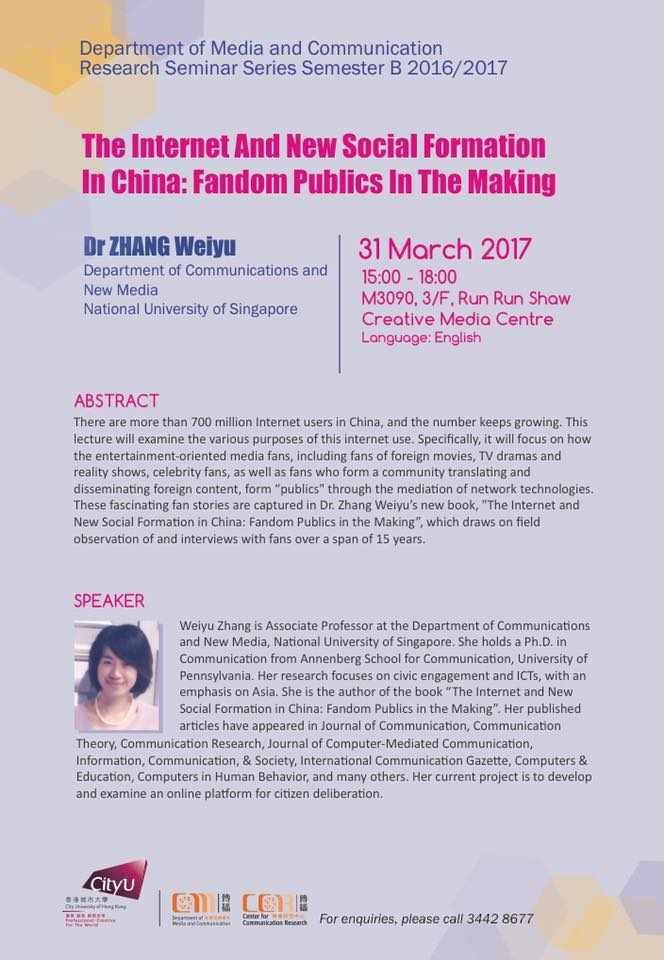 Department of Media and Communication
Research Seminar Series Semester B 2016/2017
The Internet And New Social Formation
In China: Fandom Publics In The Making
Dr ZHANG Weiyu
Department of Communications and
New Media
National University of Singapore
31 March 2017
15:00 - 18:00
M3090, 3/F, Run Run Shaw
Creative Media Centre
Language: English
ABSTRACT
There are more than 700 million Internet users in China, and the number keeps growing. This
lecture will examine the various purposes of this internet use. Specifically, it will focus on how
the entertainment-oriented media fans, including fans of foreign movies, TV dramas and
reality shows, celebrity fans, as well as fans who form a community translating and
disseminating foreign content, form “publics" through the mediation of network technologies.
These fascinating fan stories are captured in Dr. Zhang Weiyu’s new book, "The Internet and
New Social Formation in China: Fandom Publics in the Making”, which draws on field
observation of and interviews with fans over a span of 15 years.
SPEAKER
Weiyu Zhang is Associate Professor at the Department of Communications
and New Media, National University of Singapore. She holds a Ph.D. in
Communication from Annenberg School for Communication, University of
Pennsylvania. Her research focuses on civic engagement and ICTs, with an
emphasis on Asia. She is the author of the book “The Internet and New
Social Formation in China: Fandom Publics in the Making”. Her published
articles have appeared in Journal of Communication, Communication
Theory, Communication Research, Journal of Computer-Mediated Communication,
Information, Communication, & Society, International Communication Gazette, Computers &
Education, Computers in Human Behavior, and many others. Her current project is to develop
and examine an online platform for citizen deliberation.
CityU
香港城市大學
City University of Hong Kong
Professional·Creative
For The World
傳播
Department of
Media and Communication
傳播
Center for
Communication Research
For enquiries, please call 3442 8677